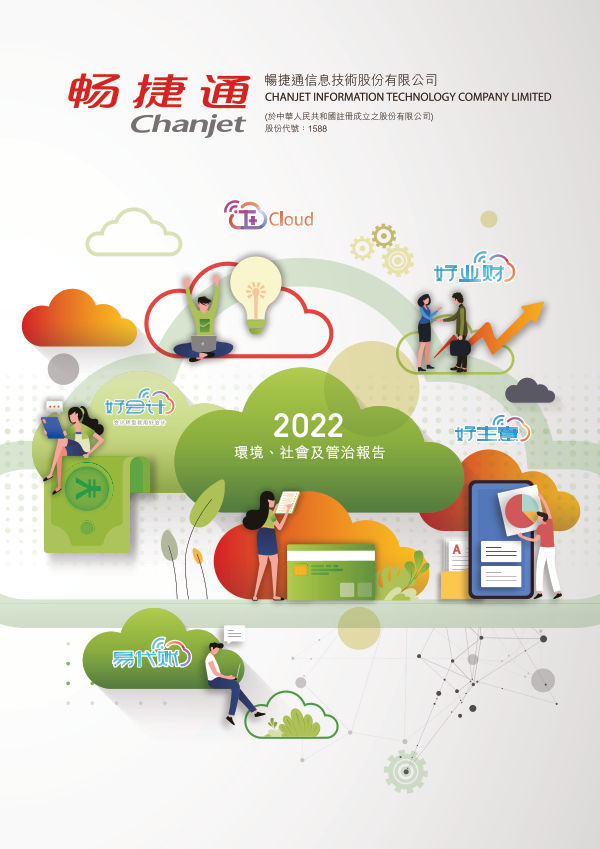 畅捷通
Chanjet
暢捷通信息技術股份有限公司
CHANJET INFORMATION TECHNOLOGY COMPANY LIMITED
(於中華人民共和國註冊成立之股份有限公司)
股份代號：1588
T+Cloud
好业财
好会计
2022
環境、社會及管治報告
好生意
A
易代账